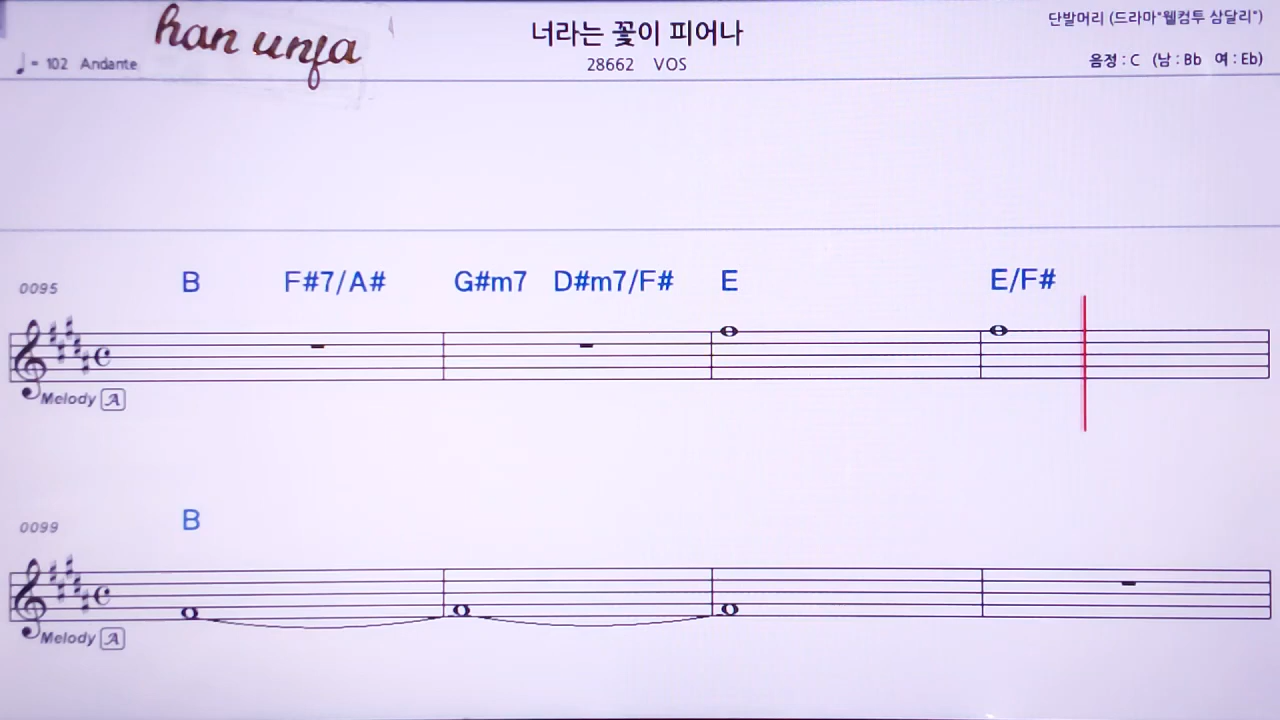 han unja
너라는 꽃이 피어나
단발머리 (드라마"웰컴투 삼달리")
♩= 102 Andante
28662 VOS
음정 : C (남 : Bb 여 : Eb)
0095 B F#7/A# G#m7 D#m7/F# E E/F#
Melody A
0099 B
Melody A